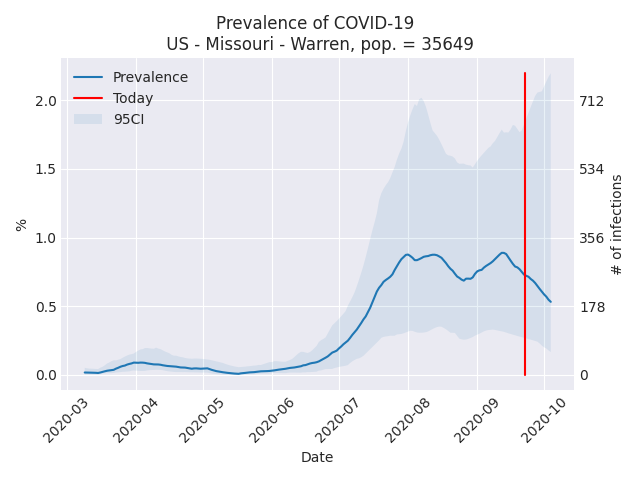 Prevalence of COVID-19
US - Missouri - Warren, pop. = 35649
Prevalence
Today
95CI
2.0
1.5
1.0
0.5
0.0
%
712
534
356
178
0
# of infections
2020-03
2020-04
2020-05
2020-06
2020-07
2020-08
2020-09
2020-10
Date